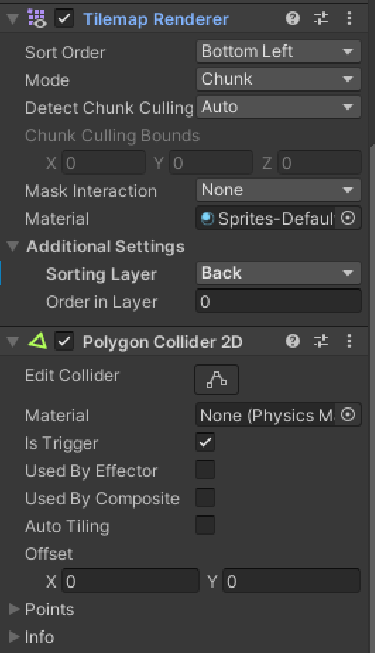 Tilemap Renderer
Sort Order Bottom Left
Mode Chunk
Detect Chunk Culling Auto
Chunk Culling Bounds
X 0 Y 0 Z 0
Mask Interaction None
Material Sprites-Defaul
Additional Settings
Sorting Layer Back
Order in Layer 0
Polygon Collider 2D
Edit Collider
Material None (Physics M
Is Trigger
Used By Effector
Used By Composite
Auto Tiling
Offset
X 0 Y 0
Points
Info